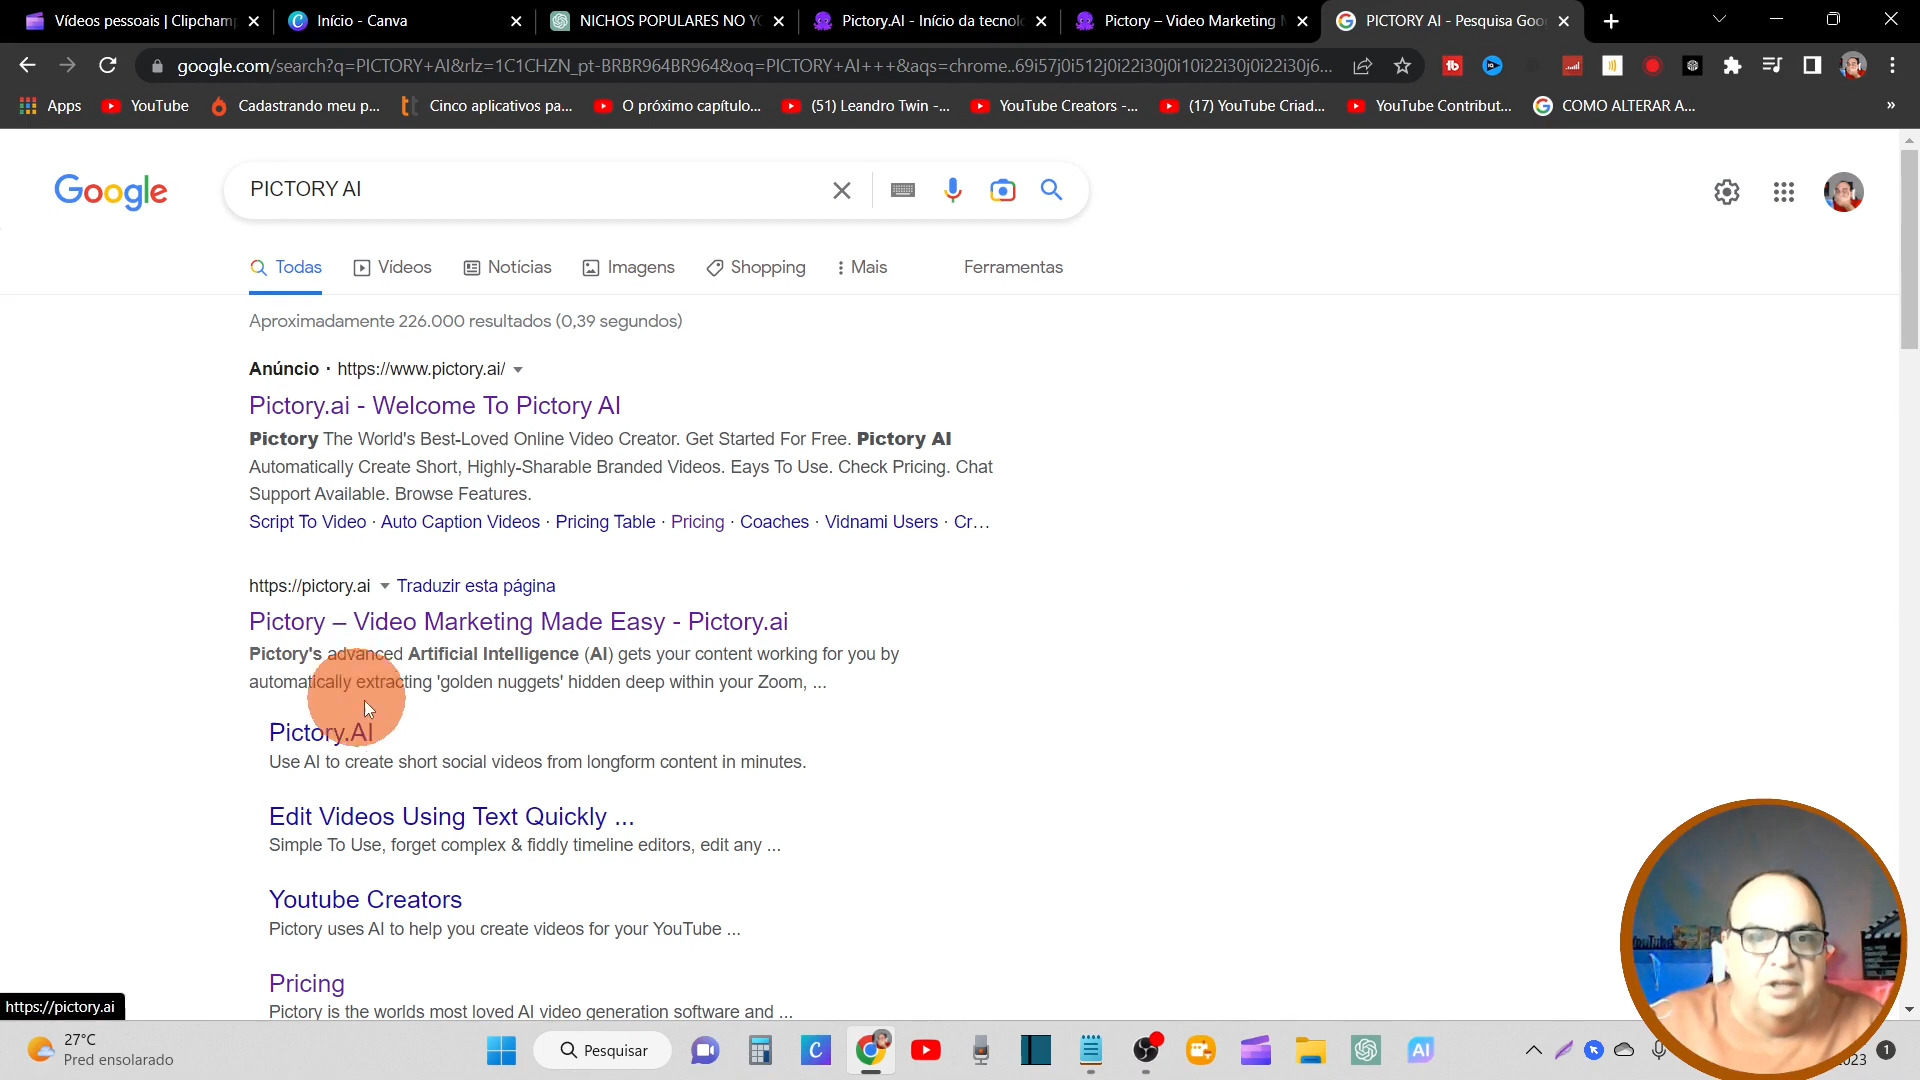 Vídeos pessoais | Clipcham
Início - Canva
NICHOS POPULARES NO YO
Pictory.AI - Início da tecnolo
Pictory – Video Marketing M
PICTORY AI - Pesquisa Goo
google.com/search?q=PICTORY+AI&rlz=1C1CHZN_pt-BRBR964BR964&oq=PICTORY+AI+++&aqs=chrome..69i57j0i512j0i22i30j0i10i22i30j0i22i30j6...
Apps
YouTube
Cadastrando meu p...
Cinco aplicativos pa...
O próximo capítulo...
(51) Leandro Twin -...
YouTube Creators -...
(17) YouTube Criad...
YouTube Contribut...
COMO ALTERAR A...
»
Google
PICTORY AI
Todas
Vídeos
Notícias
Imagens
Shopping
Mais
Ferramentas
Aproximadamente 226.000 resultados (0,39 segundos)
Anúncio · https://www.pictory.ai/
Pictory.ai - Welcome To Pictory AI
Pictory The World's Best-Loved Online Video Creator. Get Started For Free. Pictory AI
Automatically Create Short, Highly-Sharable Branded Videos. Eays To Use. Check Pricing. Chat
Support Available. Browse Features.
Script To Video · Auto Caption Videos · Pricing Table · Pricing · Coaches · Vidnami Users · Cr...
https://pictory.ai
Traduzir esta página
Pictory – Video Marketing Made Easy - Pictory.ai
Pictory's advanced Artificial Intelligence (AI) gets your content working for you by
automatically extracting 'golden nuggets' hidden deep within your Zoom, ...
Pictory.AI
Use AI to create short social videos from longform content in minutes.
Edit Videos Using Text Quickly ...
Simple To Use, forget complex & fiddly timeline editors, edit any ...
Youtube Creators
Pictory uses AI to help you create videos for your YouTube ...
Pricing
Pictory is the worlds most loved AI video generation software and ...
https://pictory.ai
YouTube
27°C
Pred ensolarado
Pesquisar
AI
2023
1